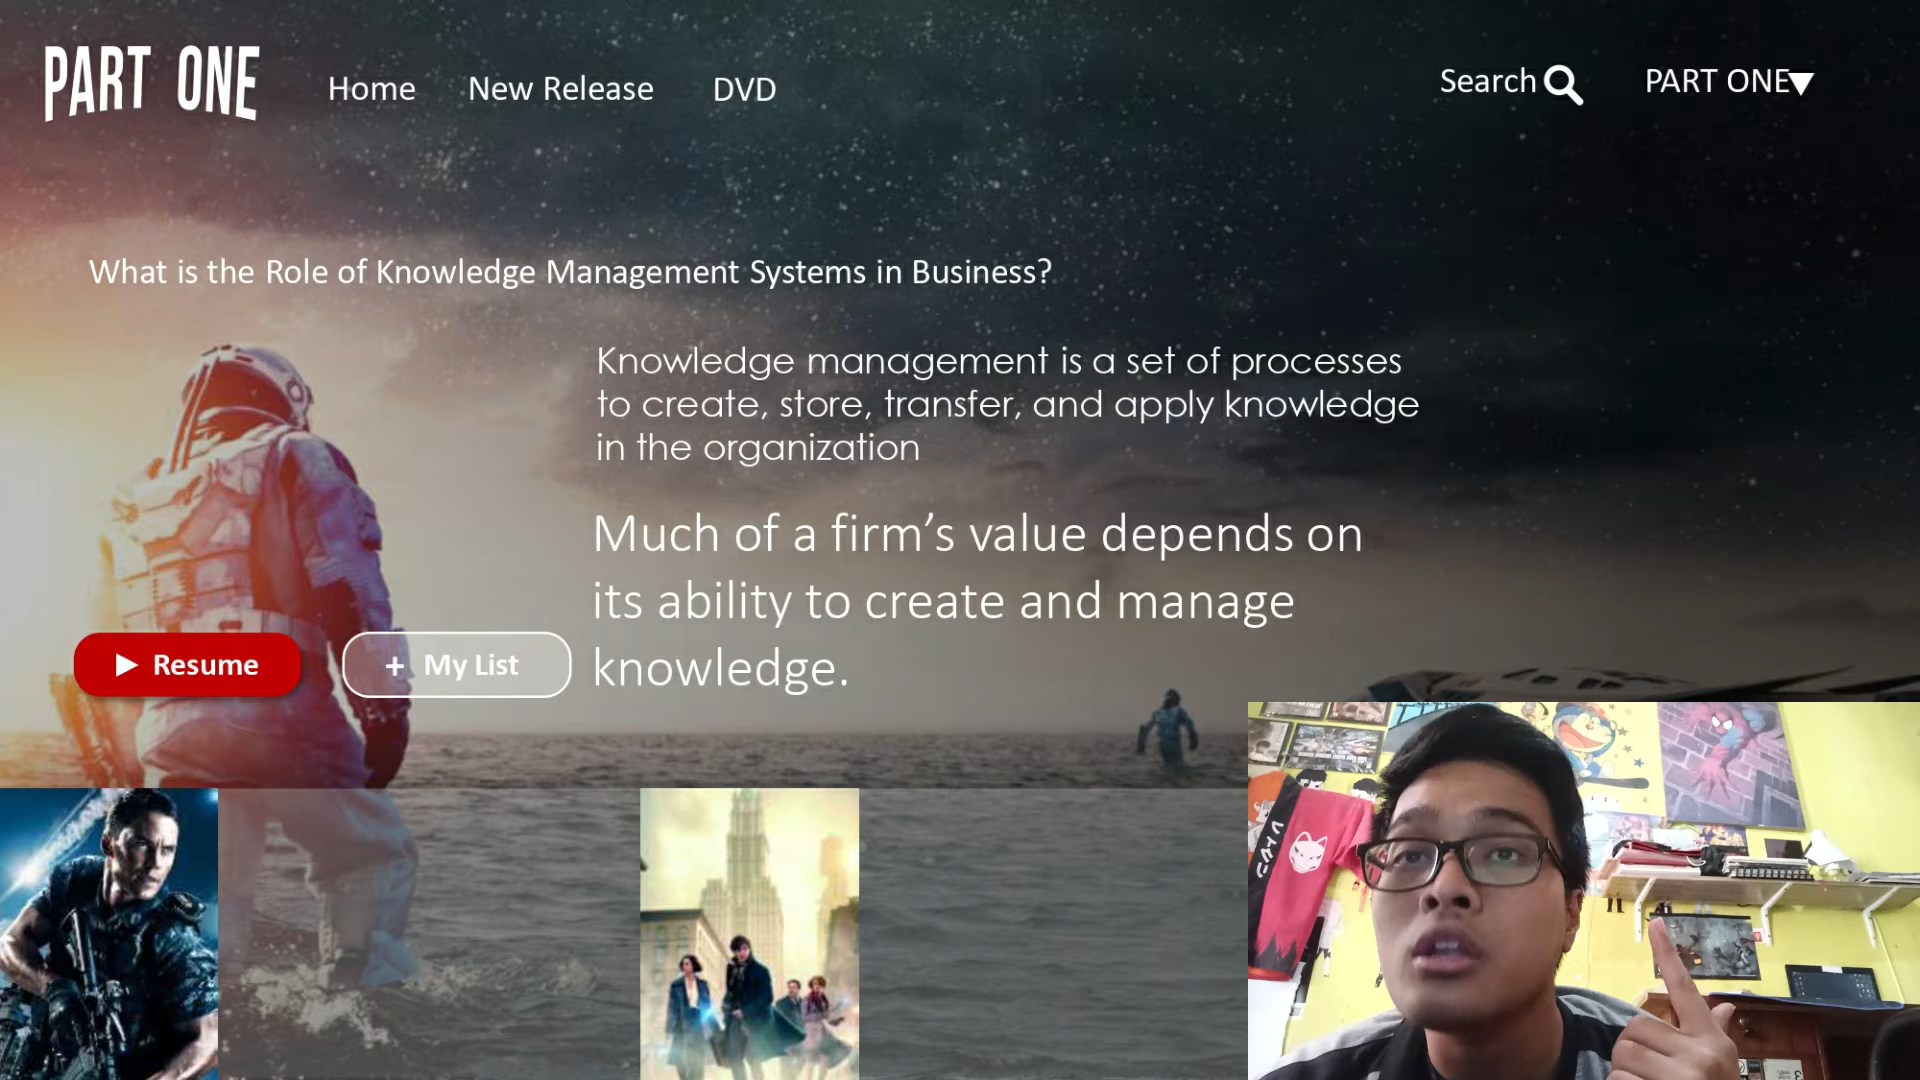 PART ONE
Home
New Release
DVD
Search
PART ONE
What is the Role of Knowledge Management Systems in Business?
Knowledge management is a set of processes
to create, store, transfer, and apply knowledge
in the organization
Much of a firm’s value depends on
its ability to create and manage
knowledge.
Resume
+ My List